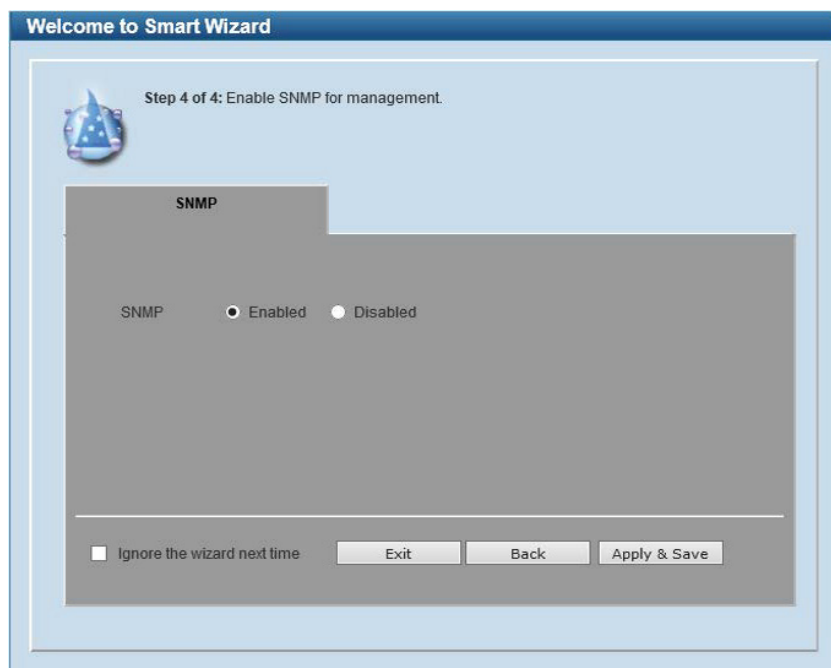 Welcome to Smart Wizard
Step 4 of 4: Enable SNMP for management.
SNMP
SNMP Enabled Disabled
Ignore the wizard next time Exit Back Apply & Save